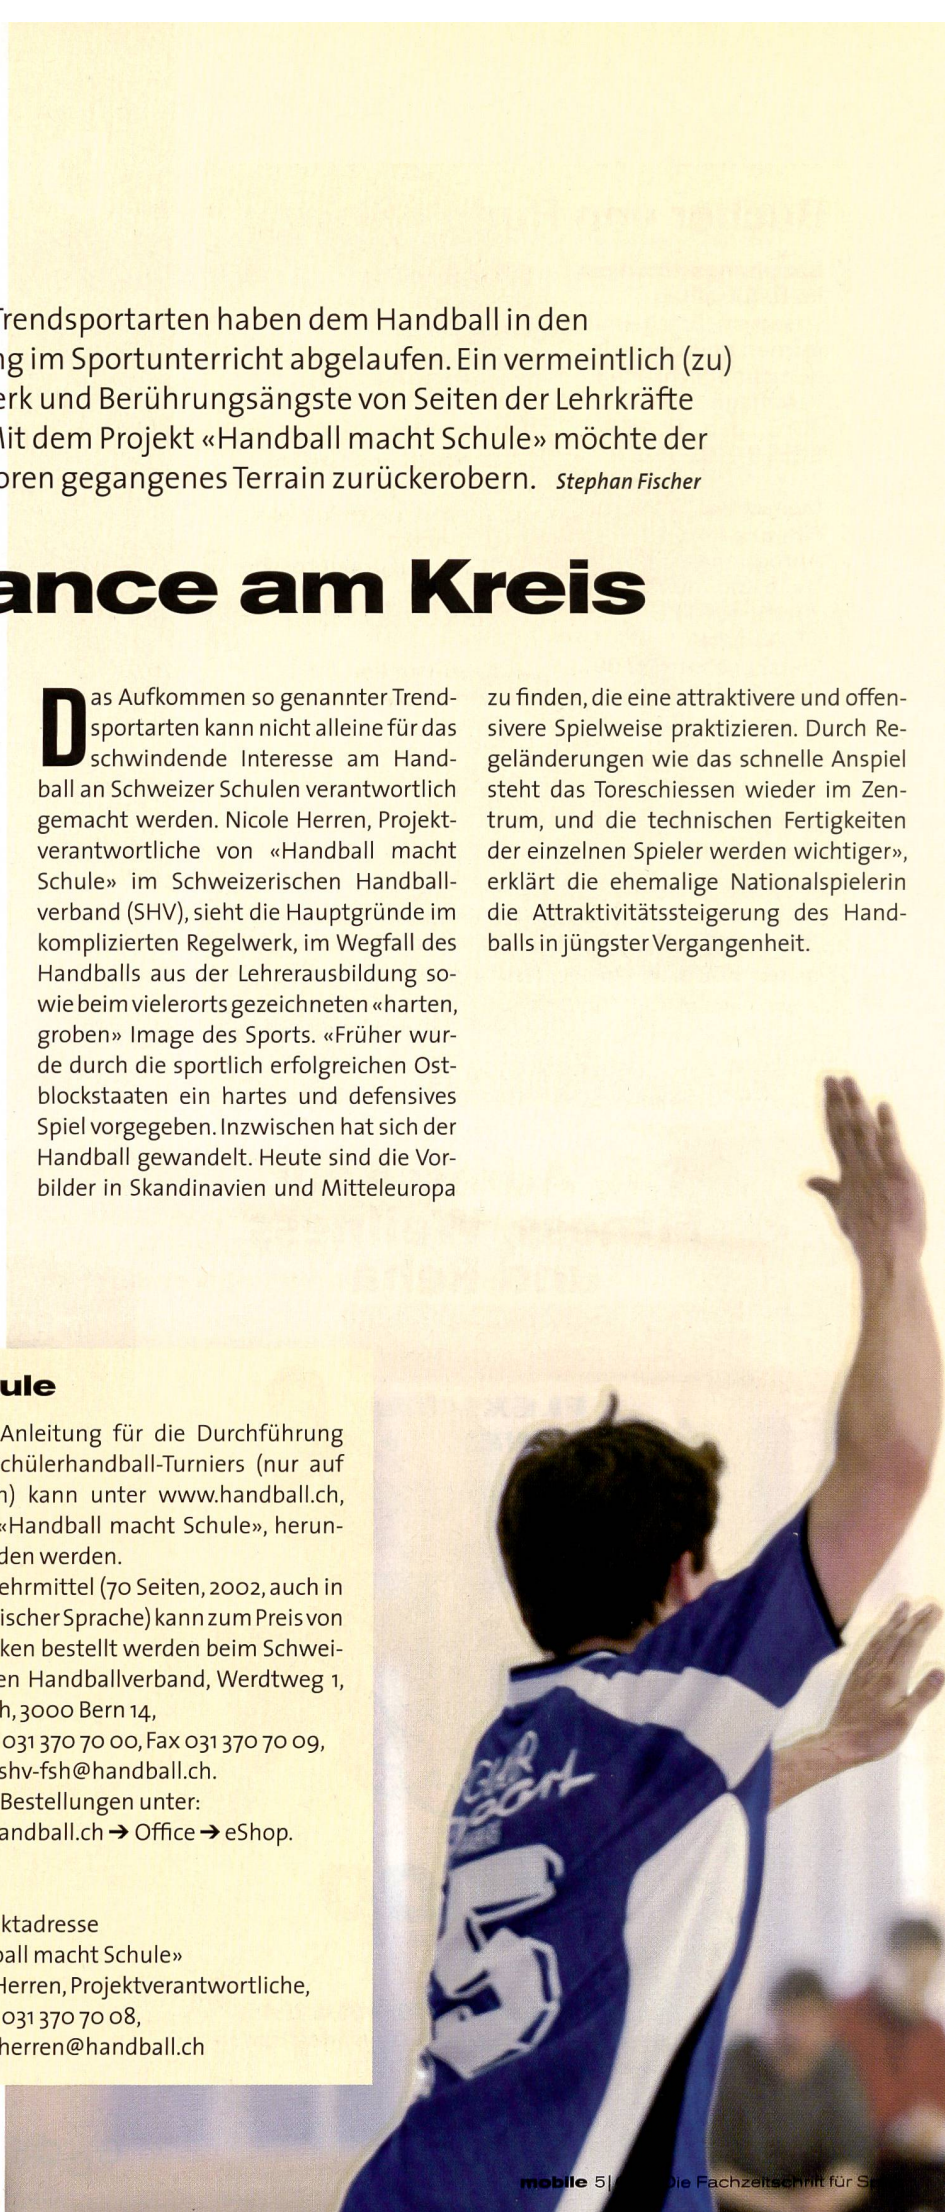 Trendsportarten haben dem Handball in den
ng im Sportunterricht abgelaufen. Ein vermeintlich (zu)
erk und Berührungsängste von Seiten der Lehrkräfte
Mit dem Projekt «Handball macht Schule» möchte der
oren gegangenes Terrain zurückerobern. Stephan Fischer
ance am Kreis
Das Aufkommen so genannter Trend-
sportarten kann nicht alleine für das
schwindende Interesse am Hand-
ball an Schweizer Schulen verantwortlich
gemacht werden. Nicole Herren, Projekt-
verantwortliche von «Handball macht
Schule» im Schweizerischen Handball-
verband (SHV), sieht die Hauptgründe im
komplizierten Regelwerk, im Wegfall des
Handballs aus der Lehrerausbildung so-
wie beim vielerorts gezeichneten «harten,
groben» Image des Sports. «Früher wur-
de durch die sportlich erfolgreichen Ost-
blockstaaten ein hartes und defensives
Spiel vorgegeben. Inzwischen hat sich der
Handball gewandelt. Heute sind die Vor-
bilder in Skandinavien und Mitteleuropa
zu finden, die eine attraktivere und offen-
sivere Spielweise praktizieren. Durch Re-
geländerungen wie das schnelle Anspiel
steht das Toreschiessen wieder im Zen-
trum, und die technischen Fertigkeiten
der einzelnen Spieler werden wichtiger»,
erklärt die ehemalige Nationalspielerin
die Attraktivitätssteigerung des Hand-
balls in jüngster Vergangenheit.
ule
Anleitung für die Durchführung
chülerhandball-Turniers (nur auf
h) kann unter www.handball.ch,
«Handball macht Schule», herun-
den werden.
ehrmittel (70 Seiten, 2002, auch in
ischer Sprache) kann zum Preis von
ken bestellt werden beim Schwei-
en Handballverband, Werdtweg 1,
h, 3000 Bern 14,
031 370 70 00, Fax 031 370 70 09,
shv-fsh@handball.ch.
Bestellungen unter:
andball.ch ➔ Office ➔ eShop.
ktadresse
ball macht Schule»
Herren, Projektverantwortliche,
031 370 70 08,
herren@handball.ch
5
mobile 5| Die Fachzeitschrift für